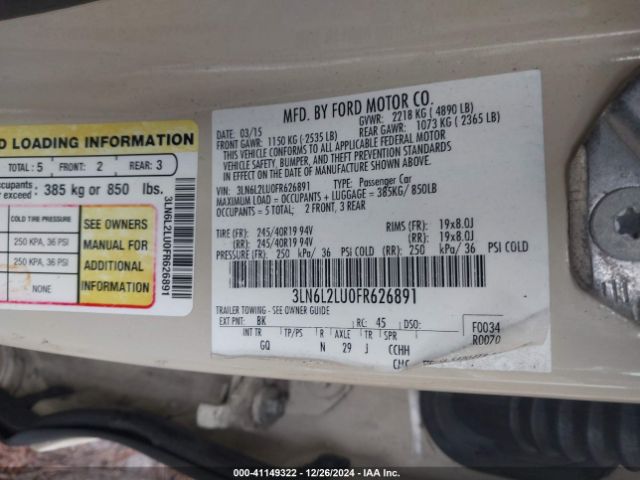 D LOADING INFORMATION
TOTAL: 5 FRONT: 2 REAR: 3
exceed: 385 kg or 850 lbs.
COLD TIRE PRESSURE
250 KPA, 36 PSI
250 KPA, 36 PSI
SEE OWNERS
MANUAL FOR
ADDITIONAL
INFORMATION
3LN6L2LU0FR626891
MFD. BY FORD MOTOR CO.
03/15 GVWR: 2218 KG ( 4890 LB)
FRONT GAWR: 1150 KG ( 2535 LB) REAR GAWR: 1073 KG ( 2365 LB)
THIS VEHICLE CONFORMS TO ALL APPLICABLE FEDERAL MOTOR
VEHICLE SAFETY, BUMPER, AND THEFT PREVENTION STANDARDS
IN EFFECT ON THE DATE OF MANUFACTURE SHOWN ABOVE.
VIN: 3LN6L2LU0FR626891 TYPE: Passenger Car
MAXIMUM LOAD = OCCUPANTS + LUGGAGE = 385KG/ 850LB
OCCUPANTS = 5 TOTAL; 2 FRONT, 3 REAR
TIRE (FR): 245/40R19 94V RIMS (FR): 19x8.0J
(RR): 245/40R19 94V (RR): 19x8.0J
PRESSURE (FR): 250 kPa/ 36 PSI COLD (RR): 250 kPa/ 36 PSI COLD
3LN6L2LU0FR626891
TRAILER TOWING - SEE OWNER GUIDE
EXT PNT: BK RC: 45 DSO: F0034
INT TR TP/PS R AXLE TR SPR R0070
GQ N 29 J CCHH
000-41149322 - 12/26/2024 - IAA Inc.